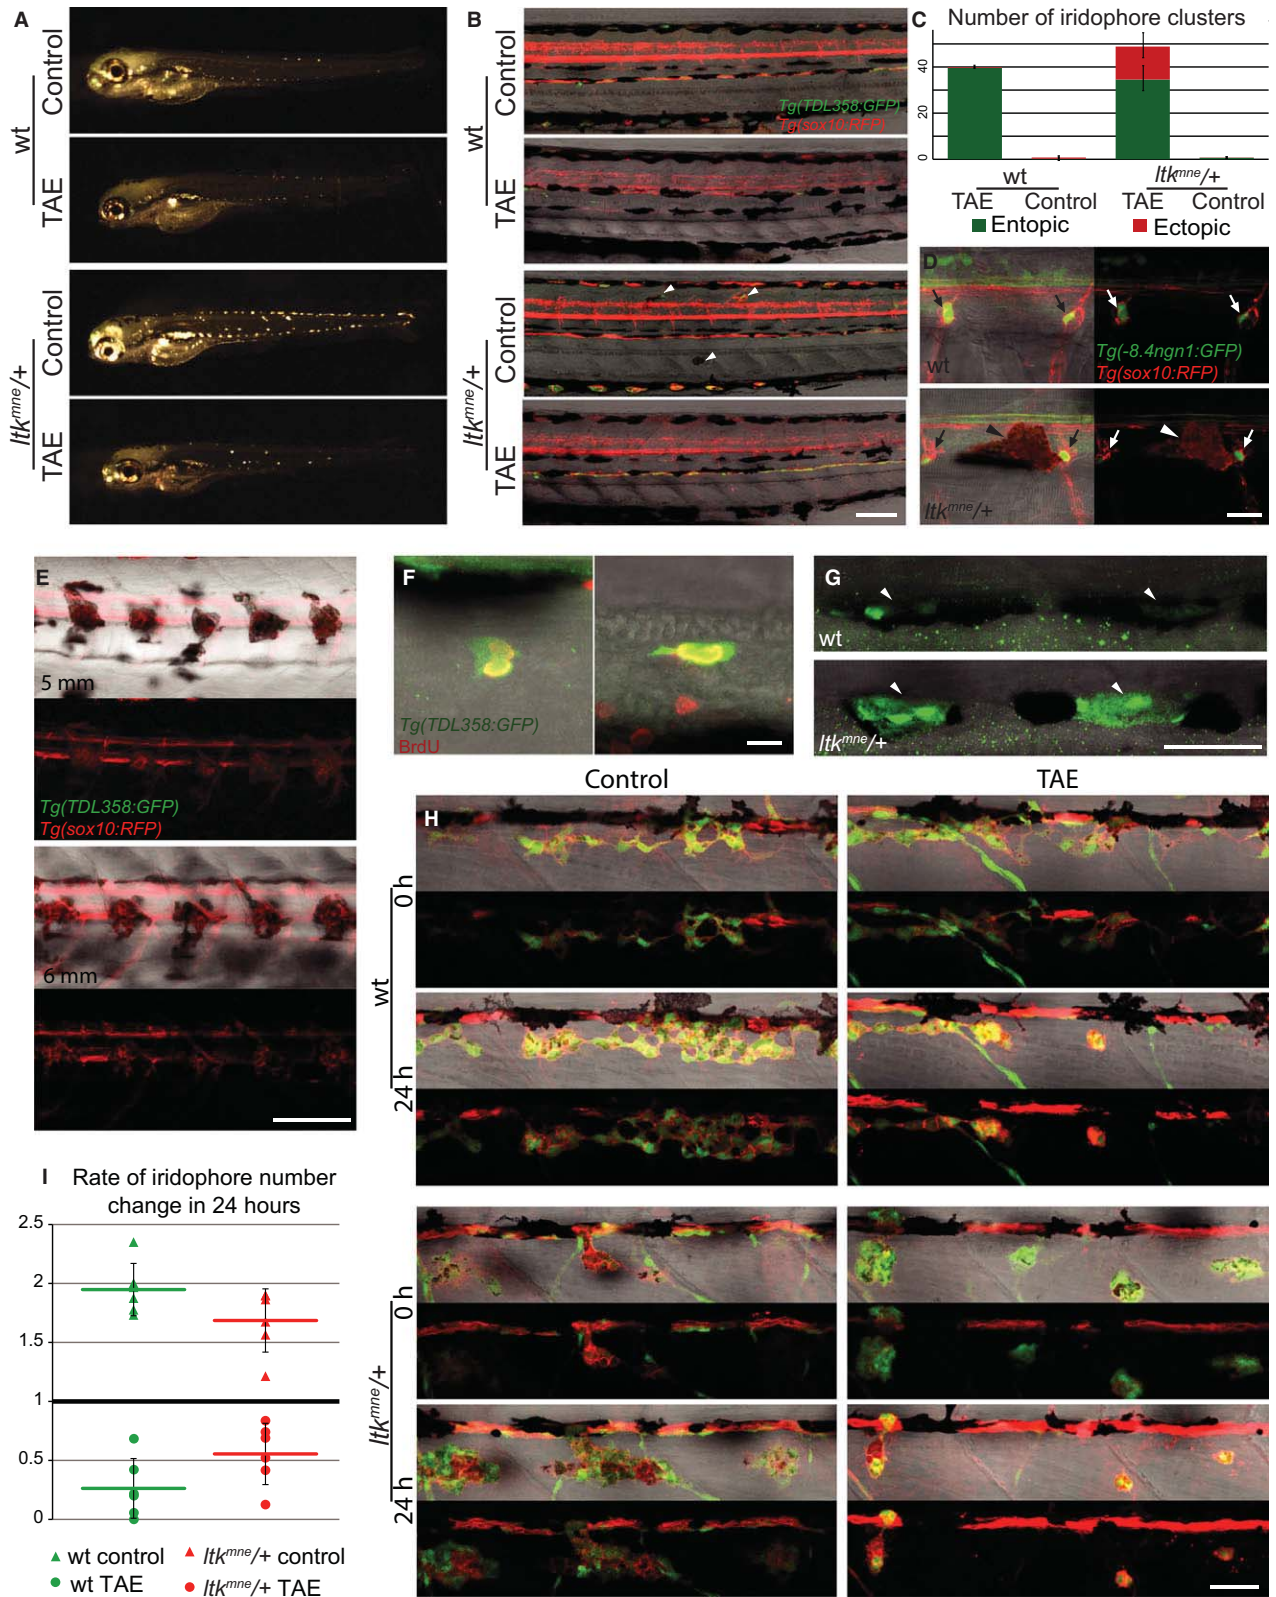 A
wt
Control
TAE
ltk^mne/+
Control
TAE
B
wt
Control
TAE
ltk^mne/+
Control
TAE
Tg(TDL358:GFP)
Tg(sox10:RFP)
C Number of iridophore clusters
40
20
0
wt
ltk^mne/+
TAE Control TAE Control
Entopic Ectopic
D
wt
Tg(-8.4ngn1:GFP)
Tg(sox10:RFP)
ltk^mne/+
E
5 mm
Tg(TDL358:GFP)
Tg(sox10:RFP)
6 mm
F
Tg(TDL358:GFP)
BrdU
G
wt
ltk^mne/+
Control TAE
H
wt
0 h
24 h
ltk^mne/+
0 h
24 h
I Rate of iridophore number
change in 24 hours
2.5
2
1.5
1
0.5
0
wt control ltk^mne/+ control
wt TAE ltk^mne/+ TAE